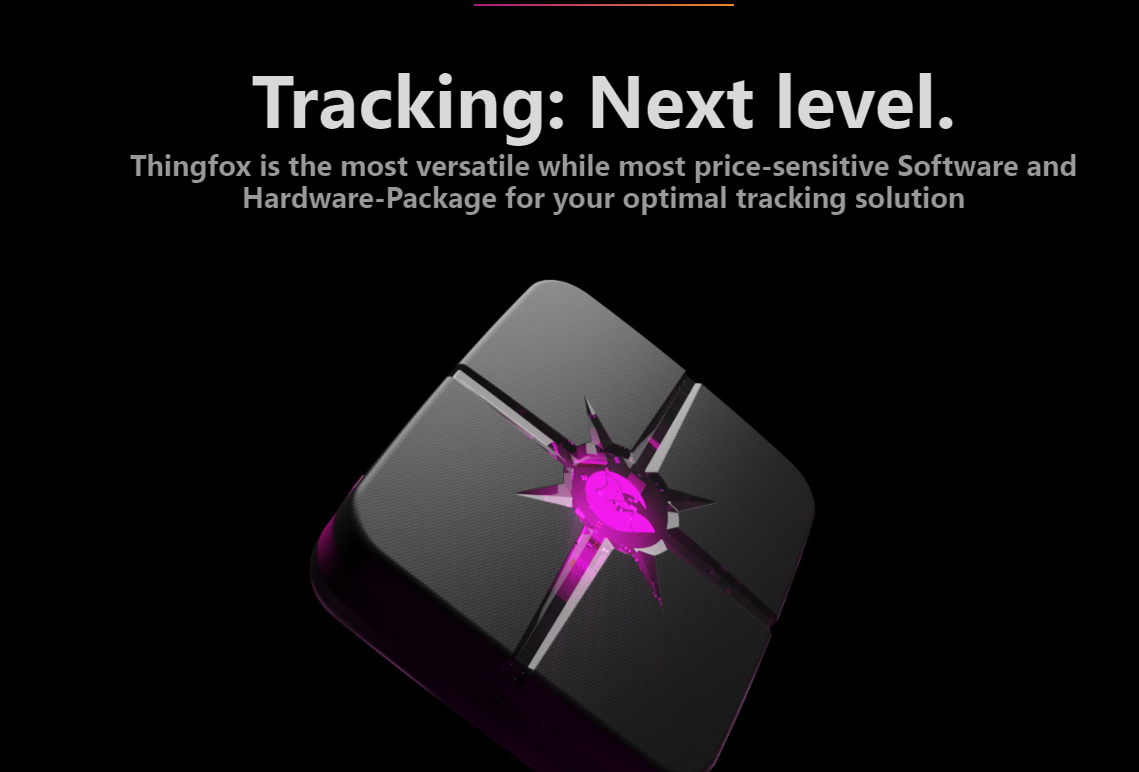 Tracking: Next level.
Thingfox is the most versatile while most price-sensitive Software and
Hardware-Package for your optimal tracking solution